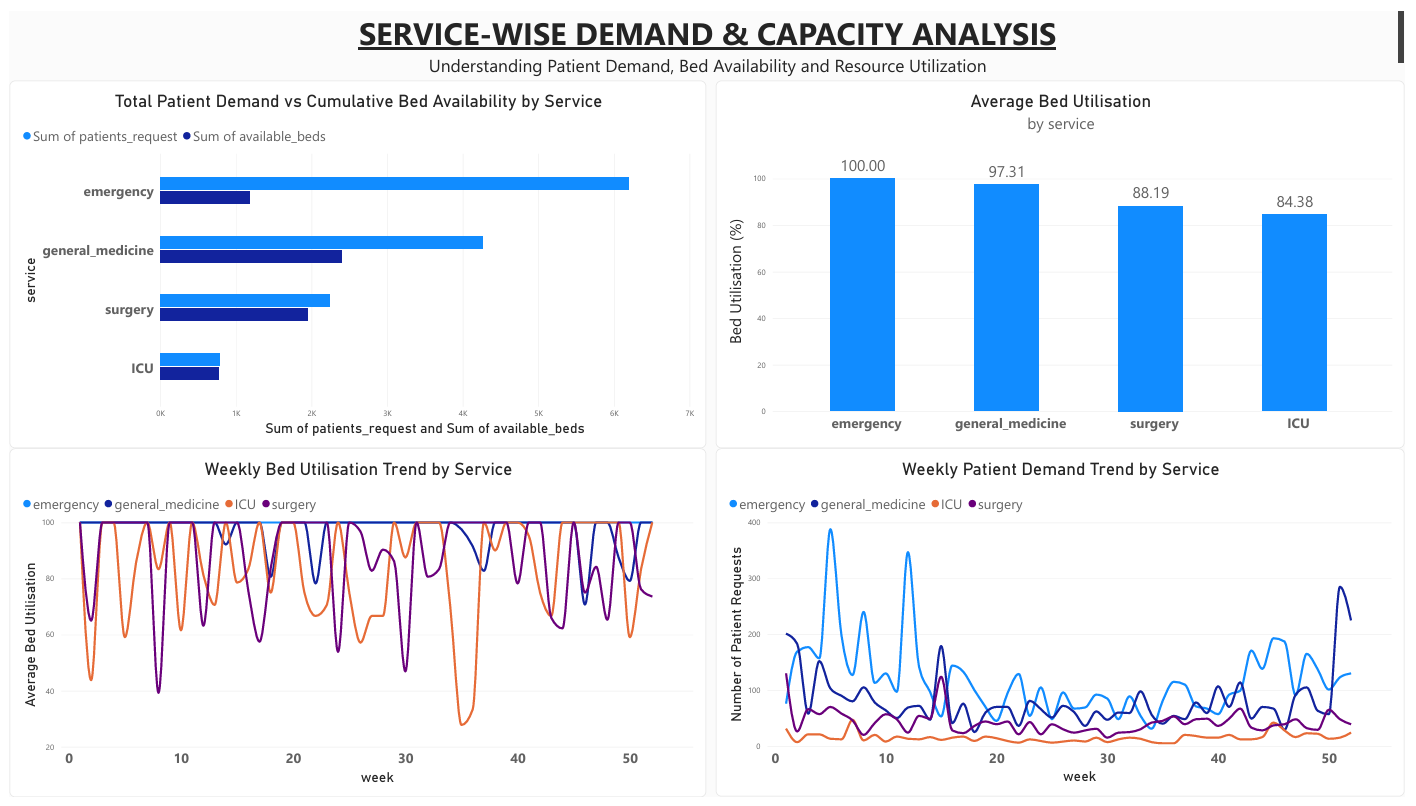 SERVICE-WISE DEMAND & CAPACITY ANALYSIS
Understanding Patient Demand, Bed Availability and Resource Utilization
Total Patient Demand vs Cumulative Bed Availability by Service
Sum of patients_request Sum of available_beds
service
emergency
general_medicine
surgery
ICU
0K 1K 2K 3K 4K 5K 6K 7K
Sum of patients_request and Sum of available_beds
Average Bed Utilisation
by service
Bed Utilisation (%)
100
80
60
40
20
0
100.00 97.31 88.19 84.38
emergency general_medicine surgery ICU
Weekly Bed Utilisation Trend by Service
emergency general_medicine ICU surgery
Average Bed Utilisation
100
80
60
40
20
0 10 20 30 40 50
week
Weekly Patient Demand Trend by Service
emergency general_medicine ICU surgery
Number of Patient Requests
400
300
200
100
0
0 10 20 30 40 50
week